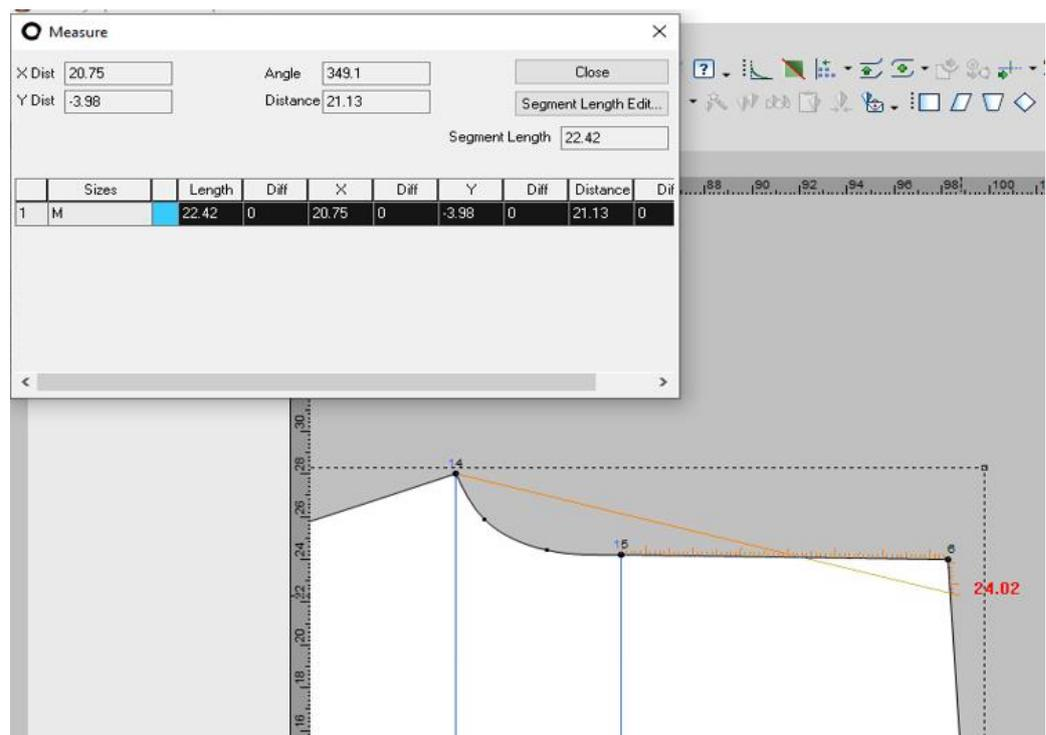 Measure
X Dist 20.75 Angle 349.1 Close
Y Dist -3.98 Distance 21.13 Segment Length Edit...
Segment Length 22.42
Sizes Length Diff X Diff Y Diff Distance Dif
1 M 22.42 0 20.75 0 -3.98 0 21.13 0
88 90 92 94 96 98 100
30
28
26
24
22
20
18
16
14
15
6
24.02